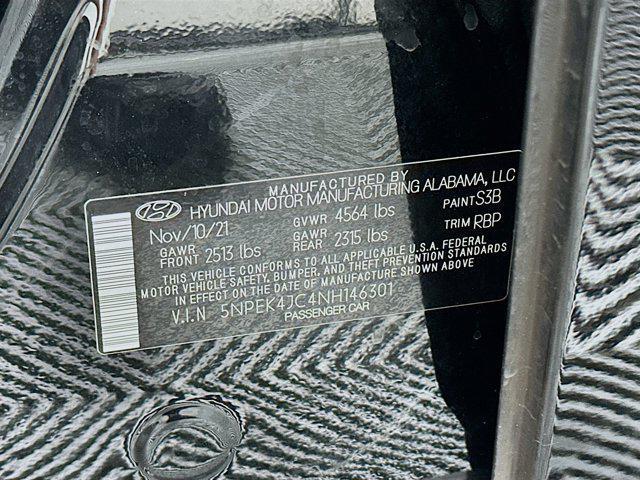 MANUFACTURED BY
HYUNDAI MOTOR MANUFACTURING ALABAMA, LLC
Nov/10/21 GVWR 4564 lbs PAINT S3B
GAWR FRONT 2513 lbs GAWR REAR 2315 lbs TRIM RBP
THIS VEHICLE CONFORMS TO ALL APPLICABLE U.S.A. FEDERAL
MOTOR VEHICLE SAFETY, BUMPER, AND THEFT PREVENTION STANDARDS
IN EFFECT ON THE DATE OF MANUFACTURE SHOWN ABOVE
V.I.N 5NPEK4JC4NH146301
PASSENGER CAR